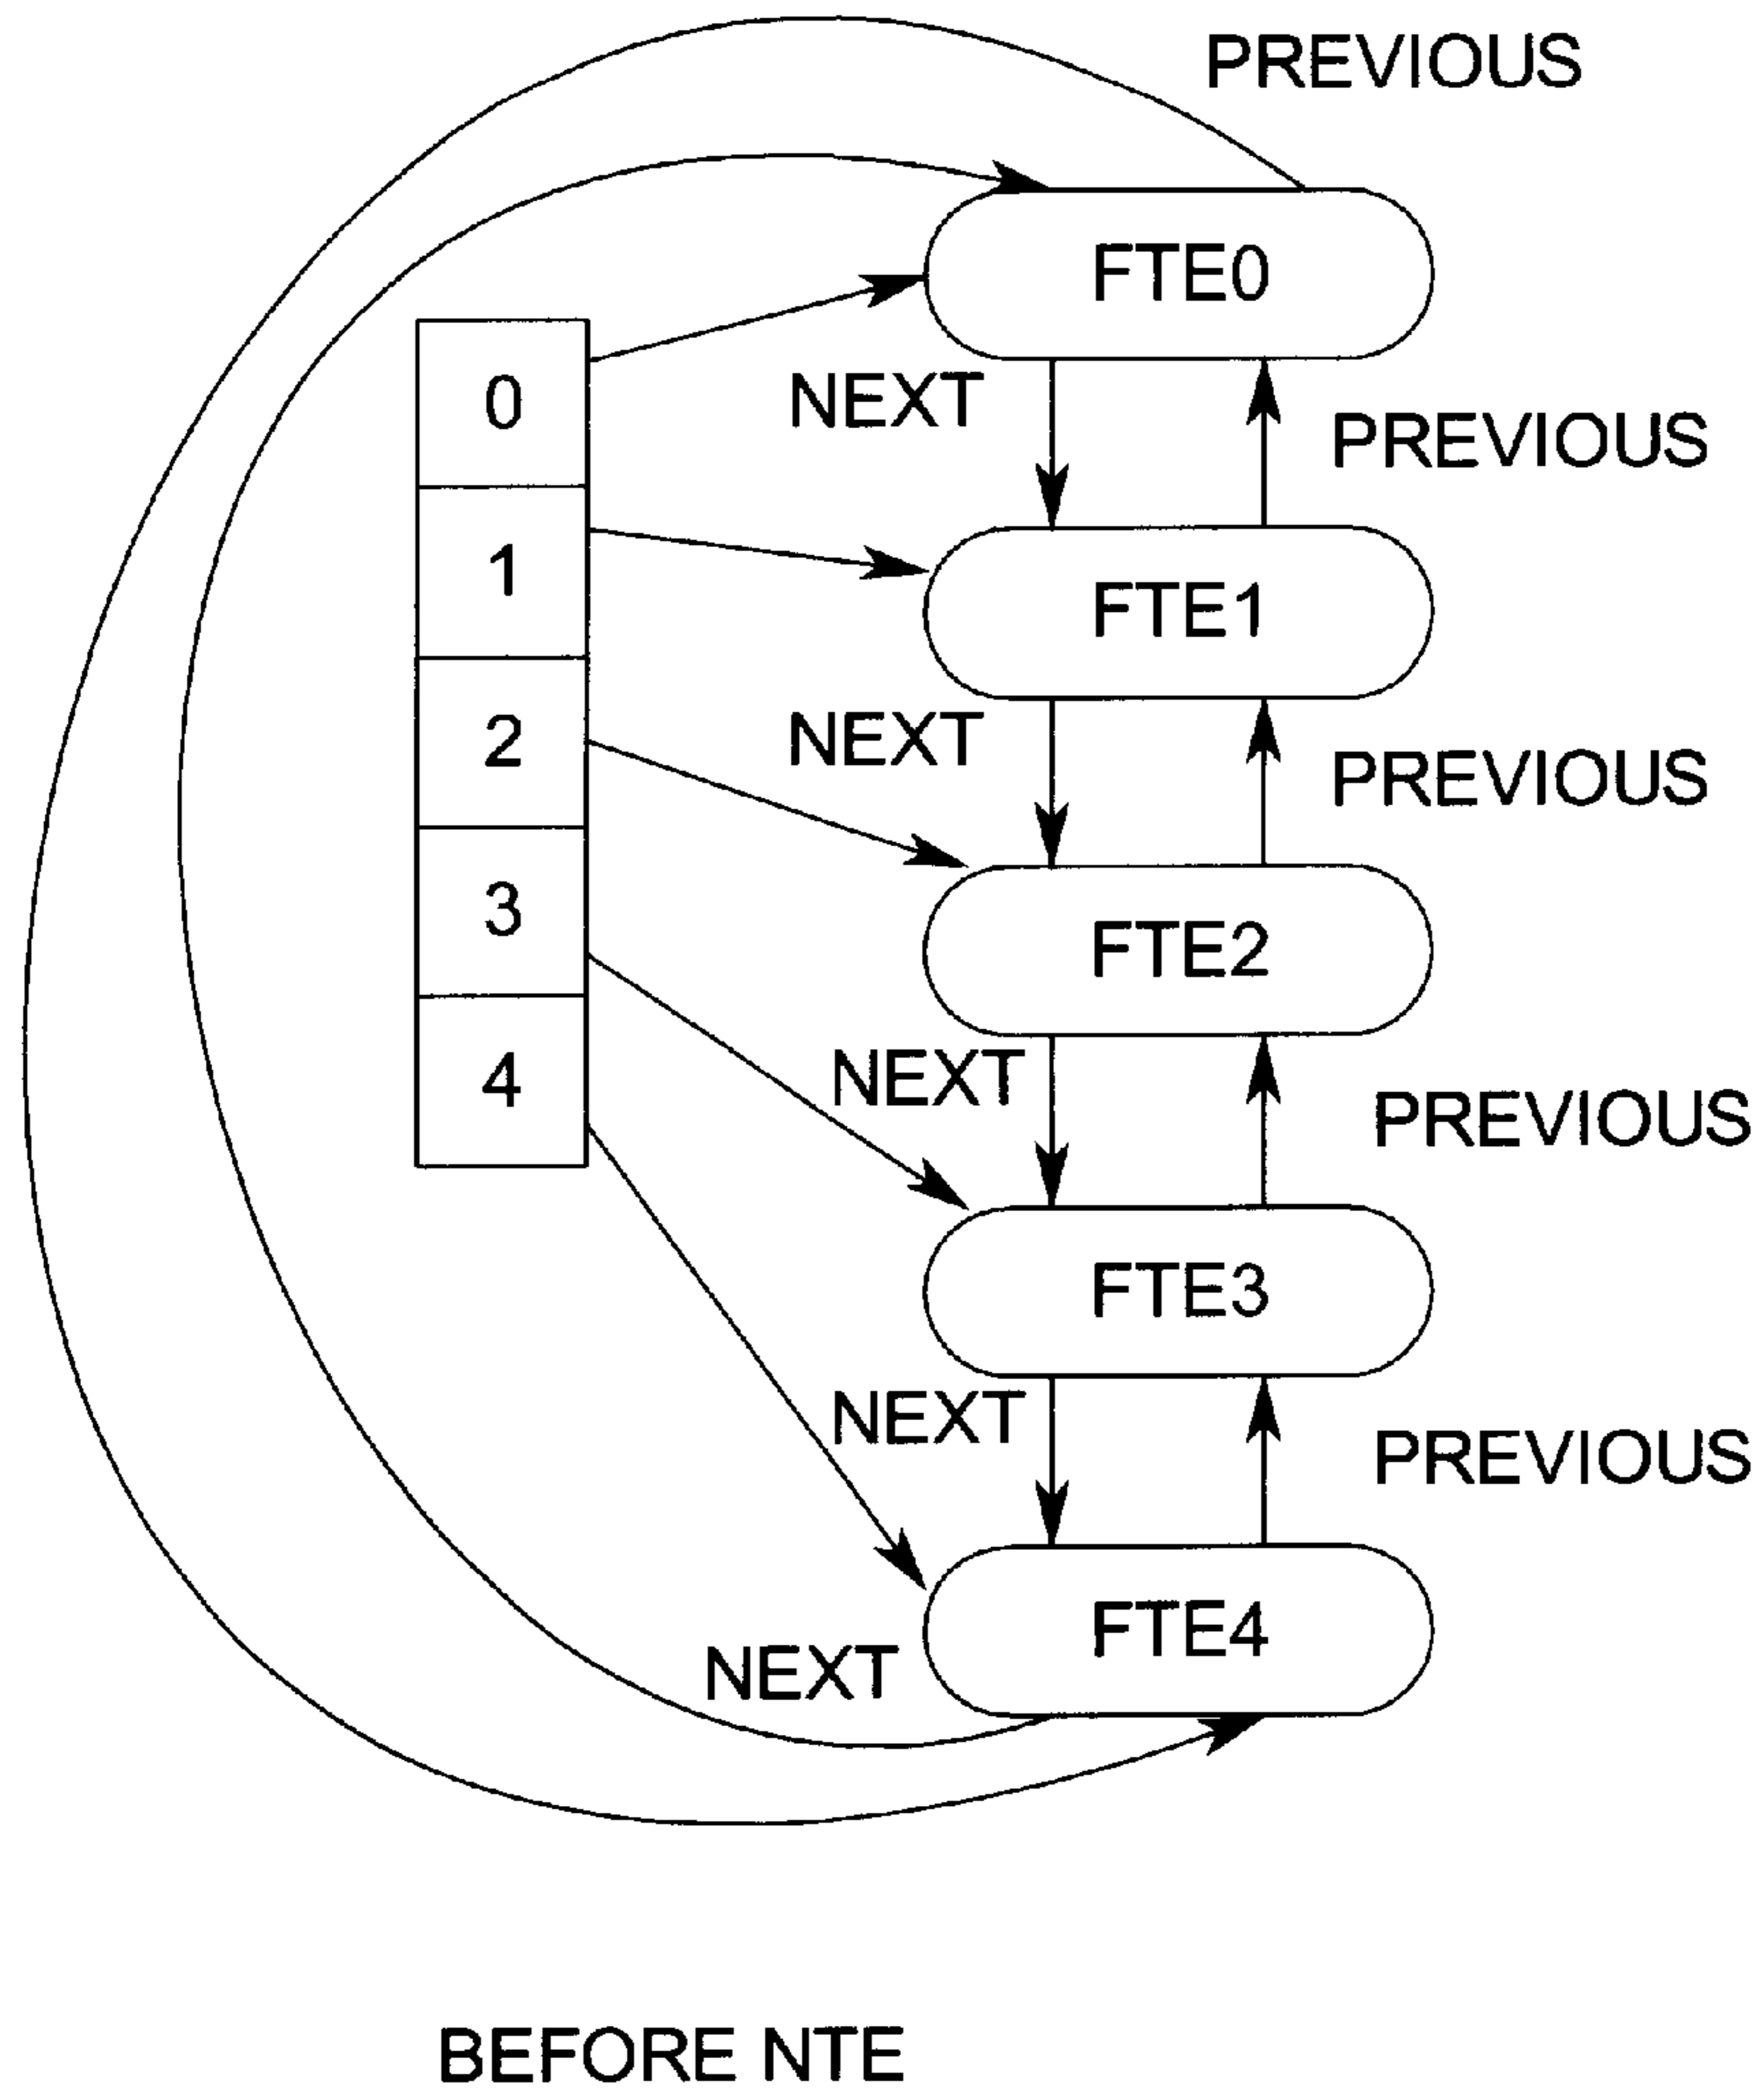 PREVIOUS
FTE0
0
NEXT
PREVIOUS
1
FTE1
2
NEXT
PREVIOUS
3
FTE2
4
NEXT
PREVIOUS
FTE3
NEXT
PREVIOUS
FTE4
NEXT
BEFORE NTE